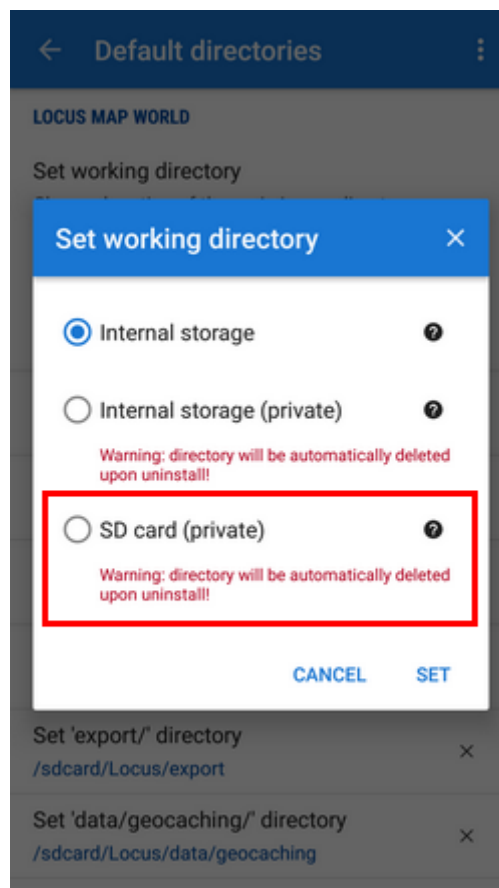 Default directories
LOCUS MAP WORLD
Set working directory
Set working directory
Internal storage
Internal storage (private)
Warning: directory will be automatically deleted
upon uninstall!
SD card (private)
Warning: directory will be automatically deleted
upon uninstall!
CANCEL SET
Set 'export/' directory
/sdcard/Locus/export
Set 'data/geocaching/' directory
/sdcard/Locus/data/geocaching